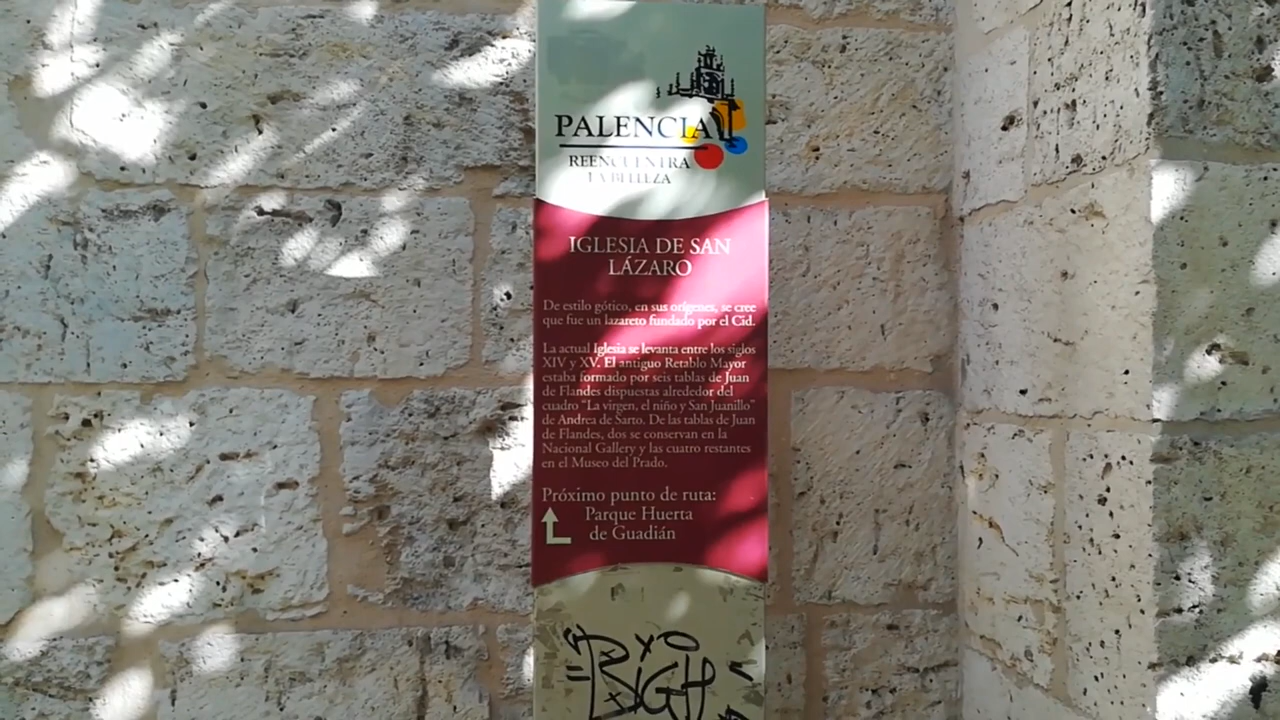 PALENCIA
REENCUENTRA
LA BELLEZA
IGLESIA DE SAN
LÁZARO
De estilo gótico, en sus orígenes, se cree
que fue un lazareto fundado por el Cid.
La actual Iglesia se levanta entre los siglos
XIV y XV. El antiguo Retablo Mayor
estaba formado por seis tablas de Juan
de Flandes dispuestas alrededor del
cuadro “La virgen, el niño y San Juanillo”
de Andrea de Sarto. De las tablas de Juan
de Flandes, dos se conservan en la
Nacional Gallery y las cuatro restantes
en el Museo del Prado.
Próximo punto de ruta:
Parque Huerta
de Guadián